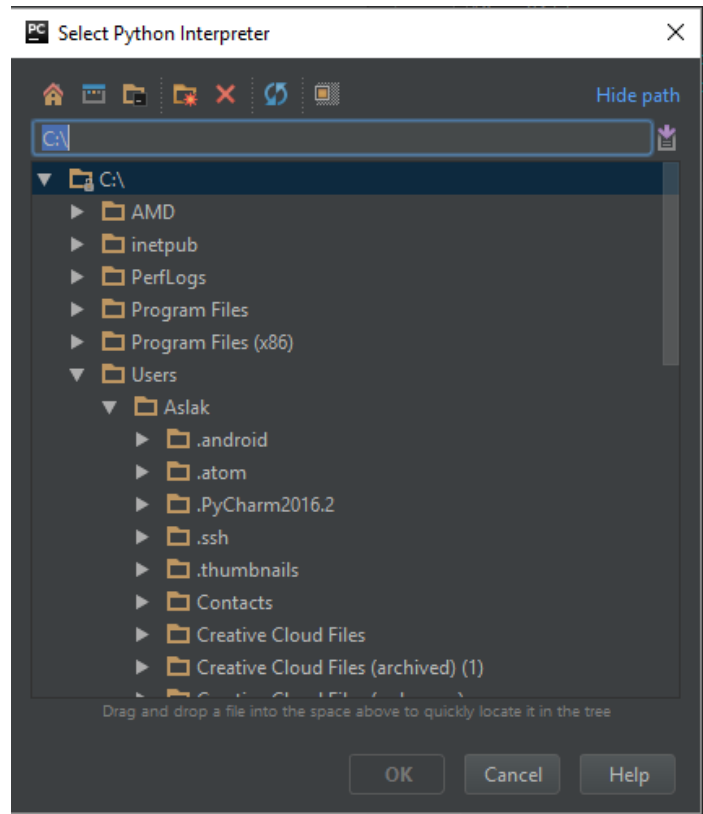 PC Select Python Interpreter
Hide path
C:\
C:\
AMD
inetpub
PerfLogs
Program Files
Program Files (x86)
Users
Aslak
.android
.atom
.PyCharm2016.2
.ssh
.thumbnails
Contacts
Creative Cloud Files
Creative Cloud Files (archived) (1)
Drag and drop a file into the space above to quickly locate it in the tree
OK Cancel Help